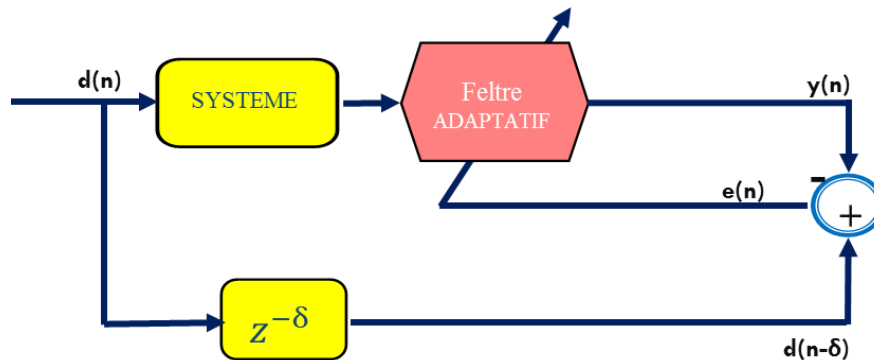 d(n)
SYSTEME
Feltre
ADAPTATIF
y(n)
-
e(n)
+
z^{-δ}
d(n-δ)